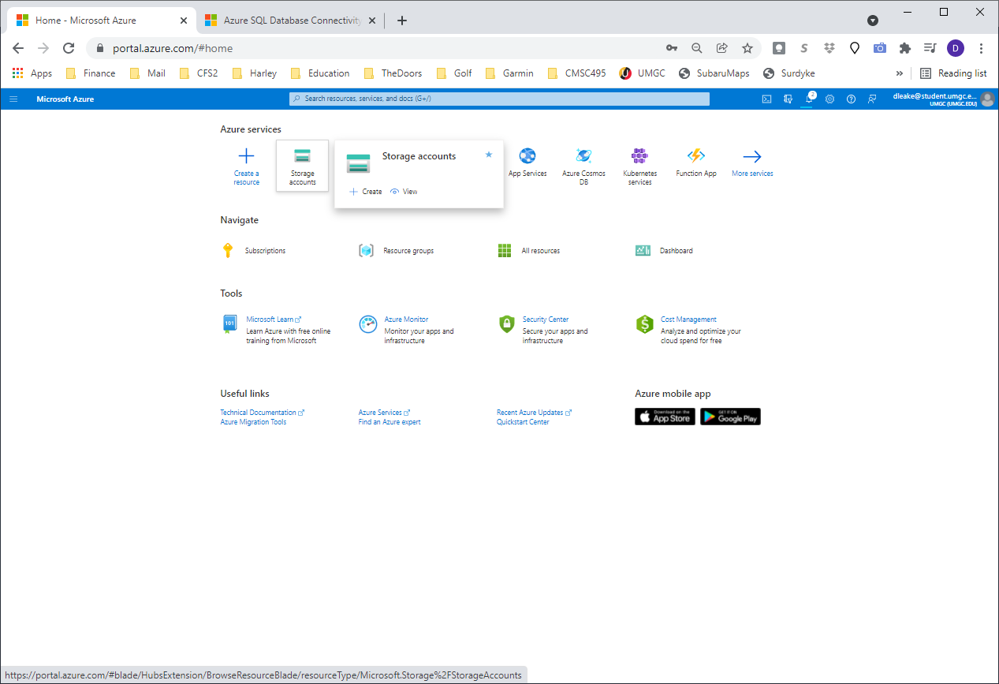 Home - Microsoft Azure
Azure SQL Database Connectivity
portal.azure.com/#home
D
Apps
Finance
Mail
CFS2
Harley
Education
TheDoors
Golf
Garmin
CMSC495
UMGC
SubaruMaps
Surdyke
»
Reading list
Microsoft Azure
Search resources, services, and docs (G+/)
2
dleake@student.umgc.e...
UMGC (UMGC.EDU)
Azure services
Create a
resource
Storage
accounts
Storage accounts
Create
View
App Services
Azure Cosmos
DB
Kubernetes
services
Function App
More services
Navigate
Subscriptions
Resource groups
All resources
Dashboard
Tools
101
Microsoft Learn
Learn Azure with free online
training from Microsoft
Azure Monitor
Monitor your apps and
infrastructure
Security Center
Secure your apps and
infrastructure
$
Cost Management
Analyze and optimize your
cloud spend for free
Useful links
Technical Documentation
Azure Migration Tools
Azure Services
Find an Azure expert
Recent Azure Updates
Quickstart Center
Azure mobile app
Download on the
App Store
GET IT ON
Google Play
https://portal.azure.com/#blade/HubsExtension/BrowseResourceBlade/resourceType/Microsoft.Storage%2FStorageAccounts